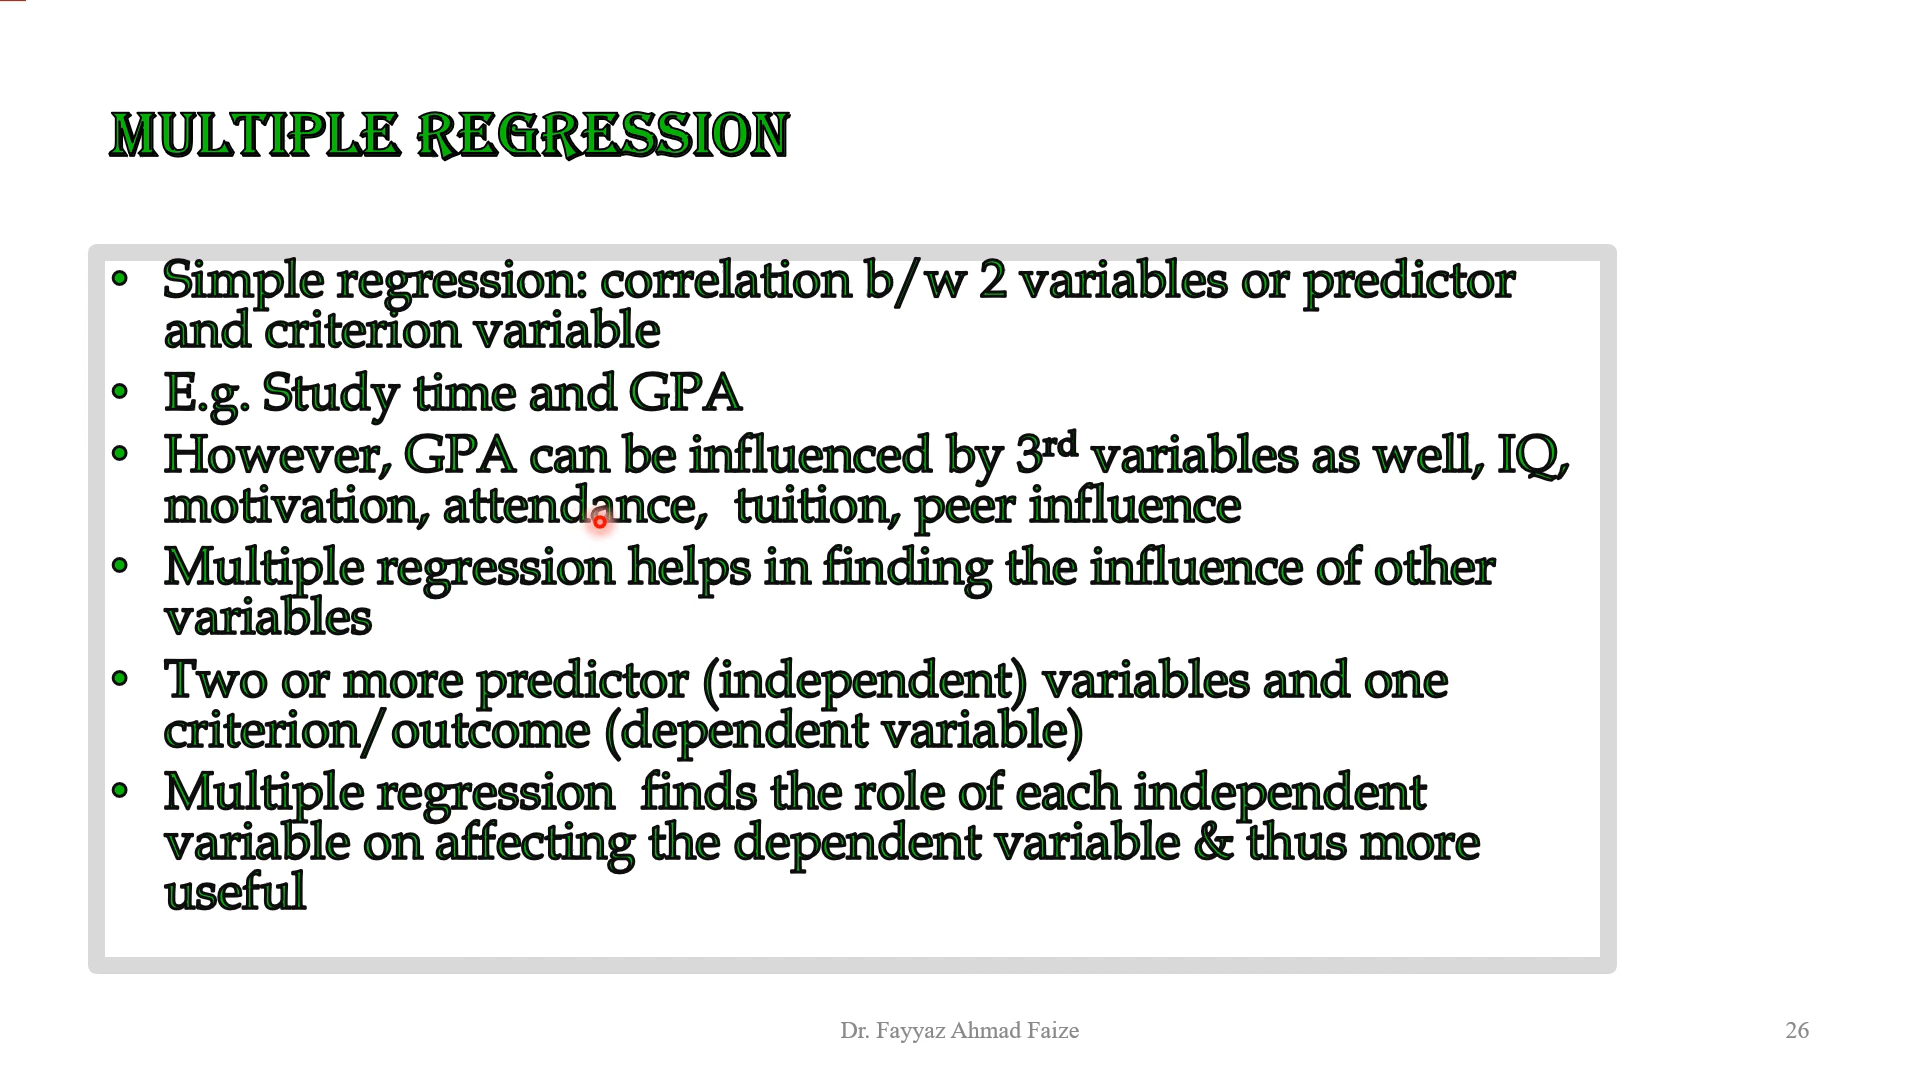 MULTIPLE REGRESSION
• Simple regression: correlation b/w 2 variables or predictor
and criterion variable
• E.g. Study time and GPA
• However, GPA can be influenced by 3rd variables as well, IQ,
motivation, attendance,  tuition, peer influence
• Multiple regression helps in finding the influence of other
variables
• Two or more predictor (independent) variables and one
criterion/outcome (dependent variable)
• Multiple regression  finds the role of each independent
variable on affecting the dependent variable & thus more
useful
Dr. Fayyaz Ahmad Faize
26